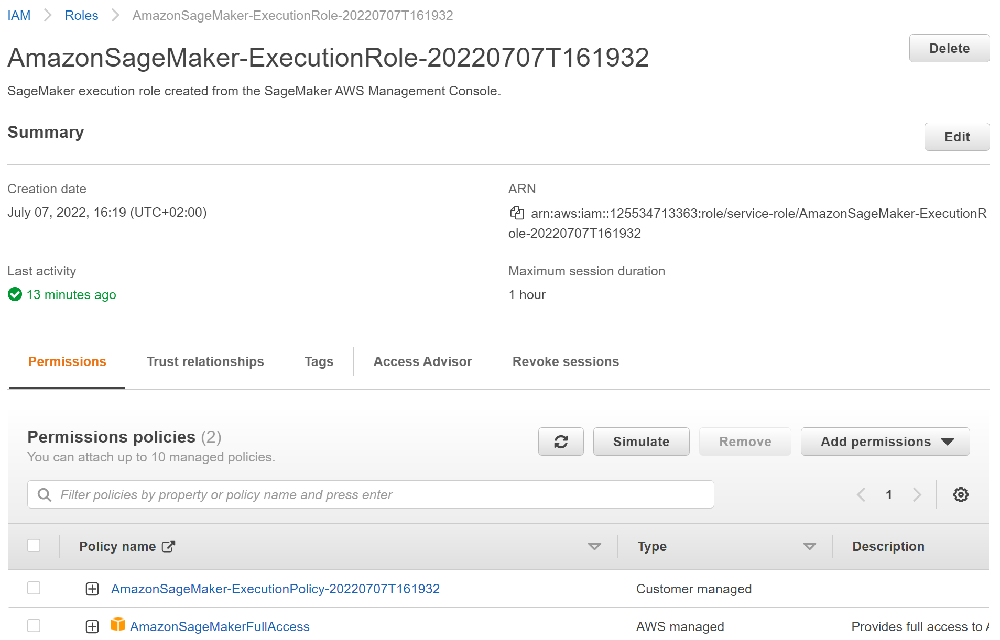 IAM > Roles > AmazonSageMaker-ExecutionRole-20220707T161932
AmazonSageMaker-ExecutionRole-20220707T161932
Delete
SageMaker execution role created from the SageMaker AWS Management Console.
Summary
Edit
Creation date
July 07, 2022, 16:19 (UTC+02:00)
ARN
arn:aws:iam::125534713363:role/service-role/AmazonSageMaker-ExecutionR
ole-20220707T161932
Last activity
13 minutes ago
Maximum session duration
1 hour
Permissions Trust relationships Tags Access Advisor Revoke sessions
Permissions policies (2)
You can attach up to 10 managed policies.
Simulate Remove Add permissions
Filter policies by property or policy name and press enter
1
Policy name Type Description
AmazonSageMaker-ExecutionPolicy-20220707T161932 Customer managed
AmazonSageMakerFullAccess AWS managed Provides full access to